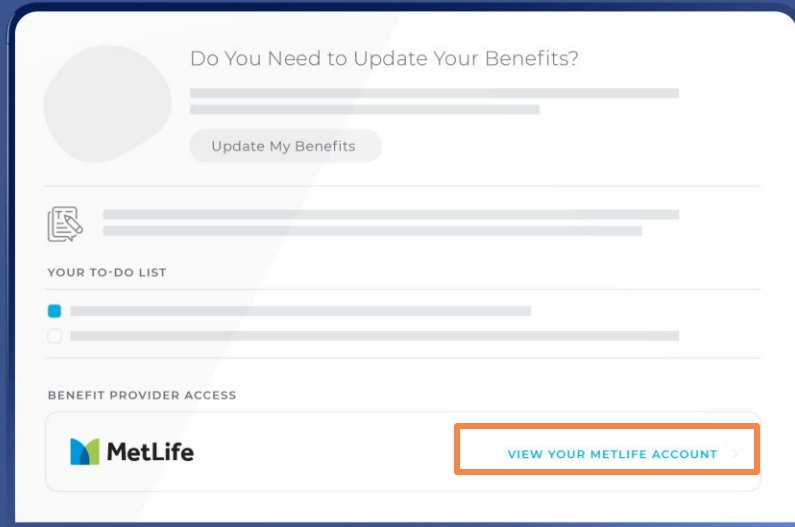 Do You Need to Update Your Benefits?
Update My Benefits
YOUR TO-DO LIST
BENEFIT PROVIDER ACCESS
MetLife
VIEW YOUR METLIFE ACCOUNT